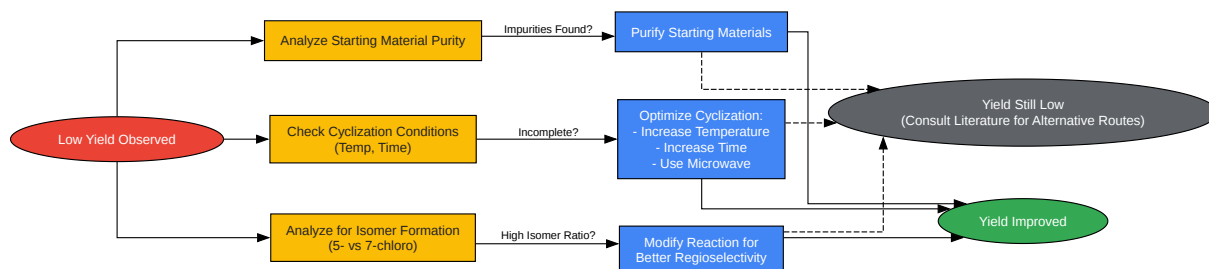 Low Yield Observed
Analyze Starting Material Purity
Impurities Found?
Purify Starting Materials
Check Cyclization Conditions
(Temp, Time)
Incomplete?
Optimize Cyclization:
- Increase Temperature
- Increase Time
- Use Microwave
Analyze for Isomer Formation
(5- vs 7-chloro)
High Isomer Ratio?
Modify Reaction for
Better Regioselectivity
Yield Still Low
(Consult Literature for Alternative Routes)
Yield Improved